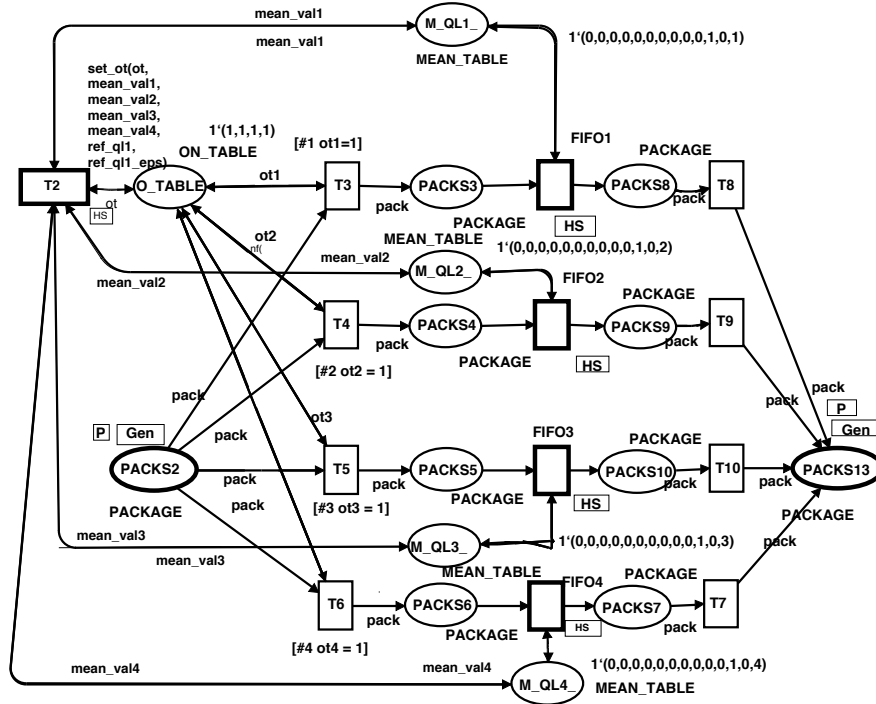 mean_val1
M_QL1_
mean_val1
MEAN_TABLE
1‘(0,0,0,0,0,0,0,0,0,0,1,0,1)
set_ot(ot,
mean_val1,
mean_val2,
mean_val3,
mean_val4,
ref_ql1,
ref_ql1_eps)
1‘(1,1,1,1)
ON_TABLE
[#1 ot1=1]
FIFO1
PACKAGE
T2
ot
HS
O_TABLE
ot1
T3
pack
PACKS3
PACKAGE
HS
PACKS8
pack
T8
ot2
nf(
MEAN_TABLE
1‘(0,0,0,0,0,0,0,0,0,0,1,0,2)
mean_val2
mean_val2
M_QL2_
FIFO2
PACKAGE
T4
pack
PACKS4
PACKAGE
HS
PACKS9
pack
T9
[#2 ot2 = 1]
pack
pack
pack
pack
P
Gen
ot3
FIFO3
PACKAGE
P
Gen
PACKS2
PACKAGE
pack
pack
T5
pack
PACKS5
PACKAGE
HS
PACKS10
pack
T10
pack
PACKS13
PACKAGE
[#3 ot3 = 1]
mean_val3
mean_val3
M_QL3_
MEAN_TABLE
1‘(0,0,0,0,0,0,0,0,0,0,1,0,3)
pack
FIFO4
PACKAGE
T6
pack
PACKS6
PACKAGE
HS
PACKS7
pack
T7
[#4 ot4 = 1]
mean_val4
mean_val4
M_QL4_
1‘(0,0,0,0,0,0,0,0,0,0,1,0,4)
MEAN_TABLE